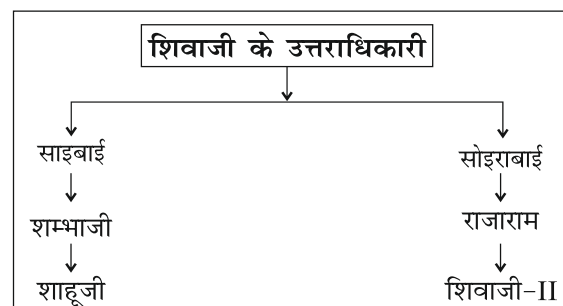 शिवाजी के उत्तराधिकारी
साइबाई
सोइराबाई
शम्भाजी
राजाराम
शाहूजी
शिवाजी-II